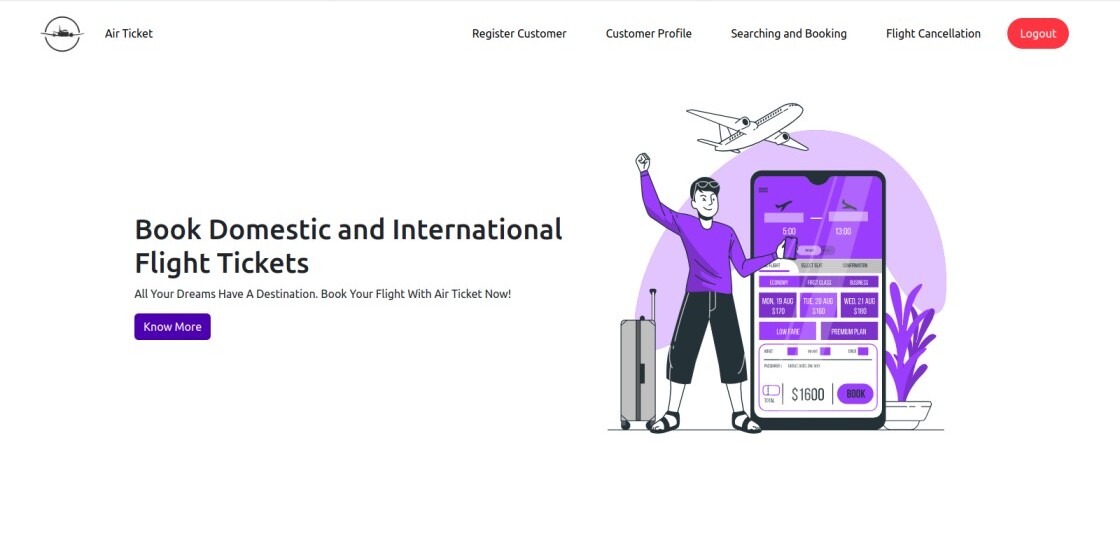 Air Ticket
Register Customer
Customer Profile
Searching and Booking
Flight Cancellation
Logout
Book Domestic and International
Flight Tickets
All Your Dreams Have A Destination. Book Your Flight With Air Ticket Now!
Know More
5:00
13:00
FLIGHT
SELECT SEAT
CONFIRMATION
ECONOMY
FIRST CLASS
BUSINESS
MON, 19 AUG
$170
TUE, 20 AUG
$160
WED, 21 AUG
$180
LOW FARE
PREMIUM PLAN
ADULT
INFANT
CHILD
TOTAL
$1600
BOOK